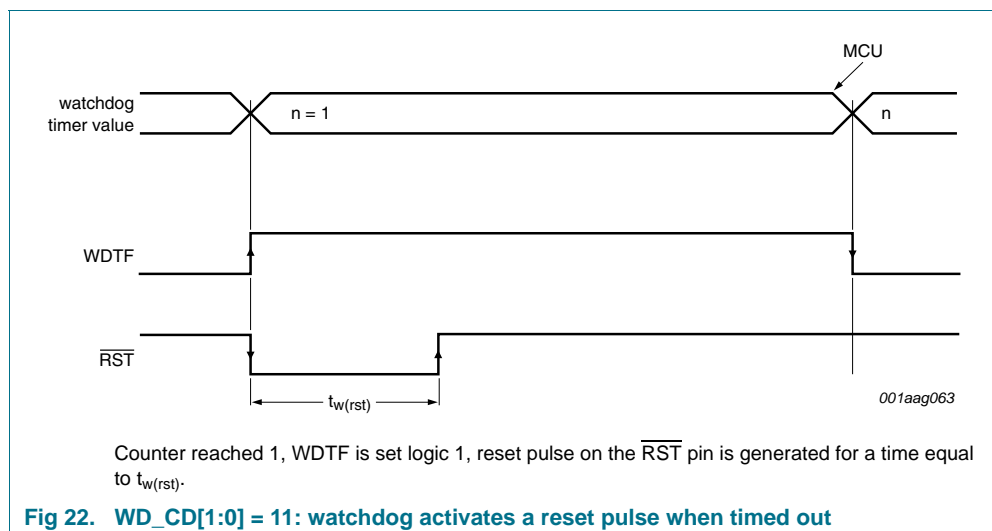 MCU
watchdog
timer value
n = 1
n
WDTF
RST
tw(rst)
001aag063
Counter reached 1, WDTF is set logic 1, reset pulse on the RST pin is generated for a time equal
to tw(rst).
Fig 22. WD_CD[1:0] = 11: watchdog activates a reset pulse when timed out